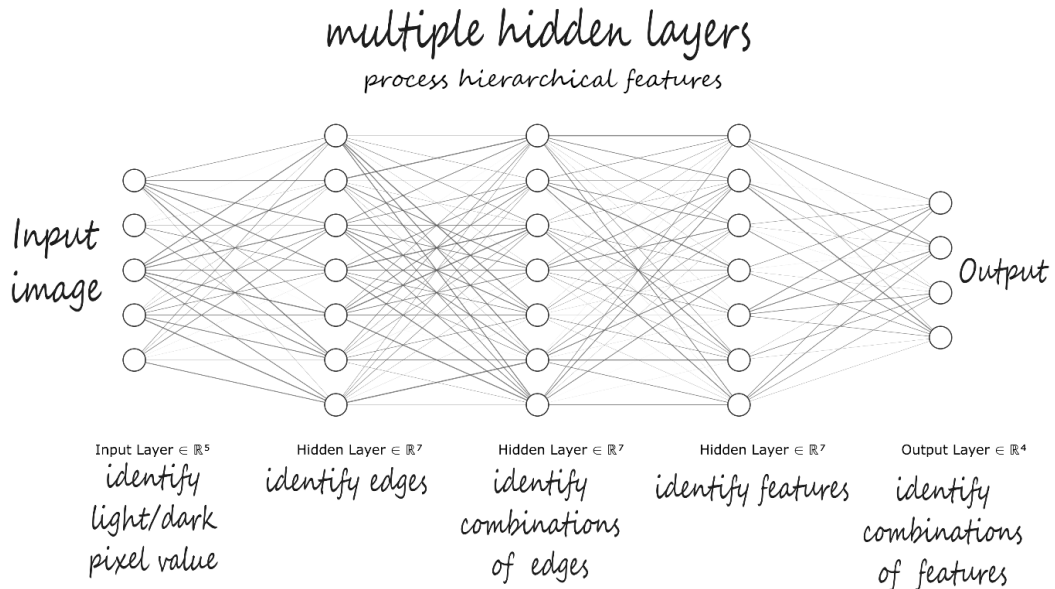 multiple hidden layers
process hierarchical features
Input
image
Output
Input Layer ∈ ℝ⁵
identify
light/dark
pixel value
Hidden Layer ∈ ℝ⁷
identify edges
Hidden Layer ∈ ℝ⁷
identify
combinations
of edges
Hidden Layer ∈ ℝ⁷
identify features
Output Layer ∈ ℝ⁴
identify
combinations
of features